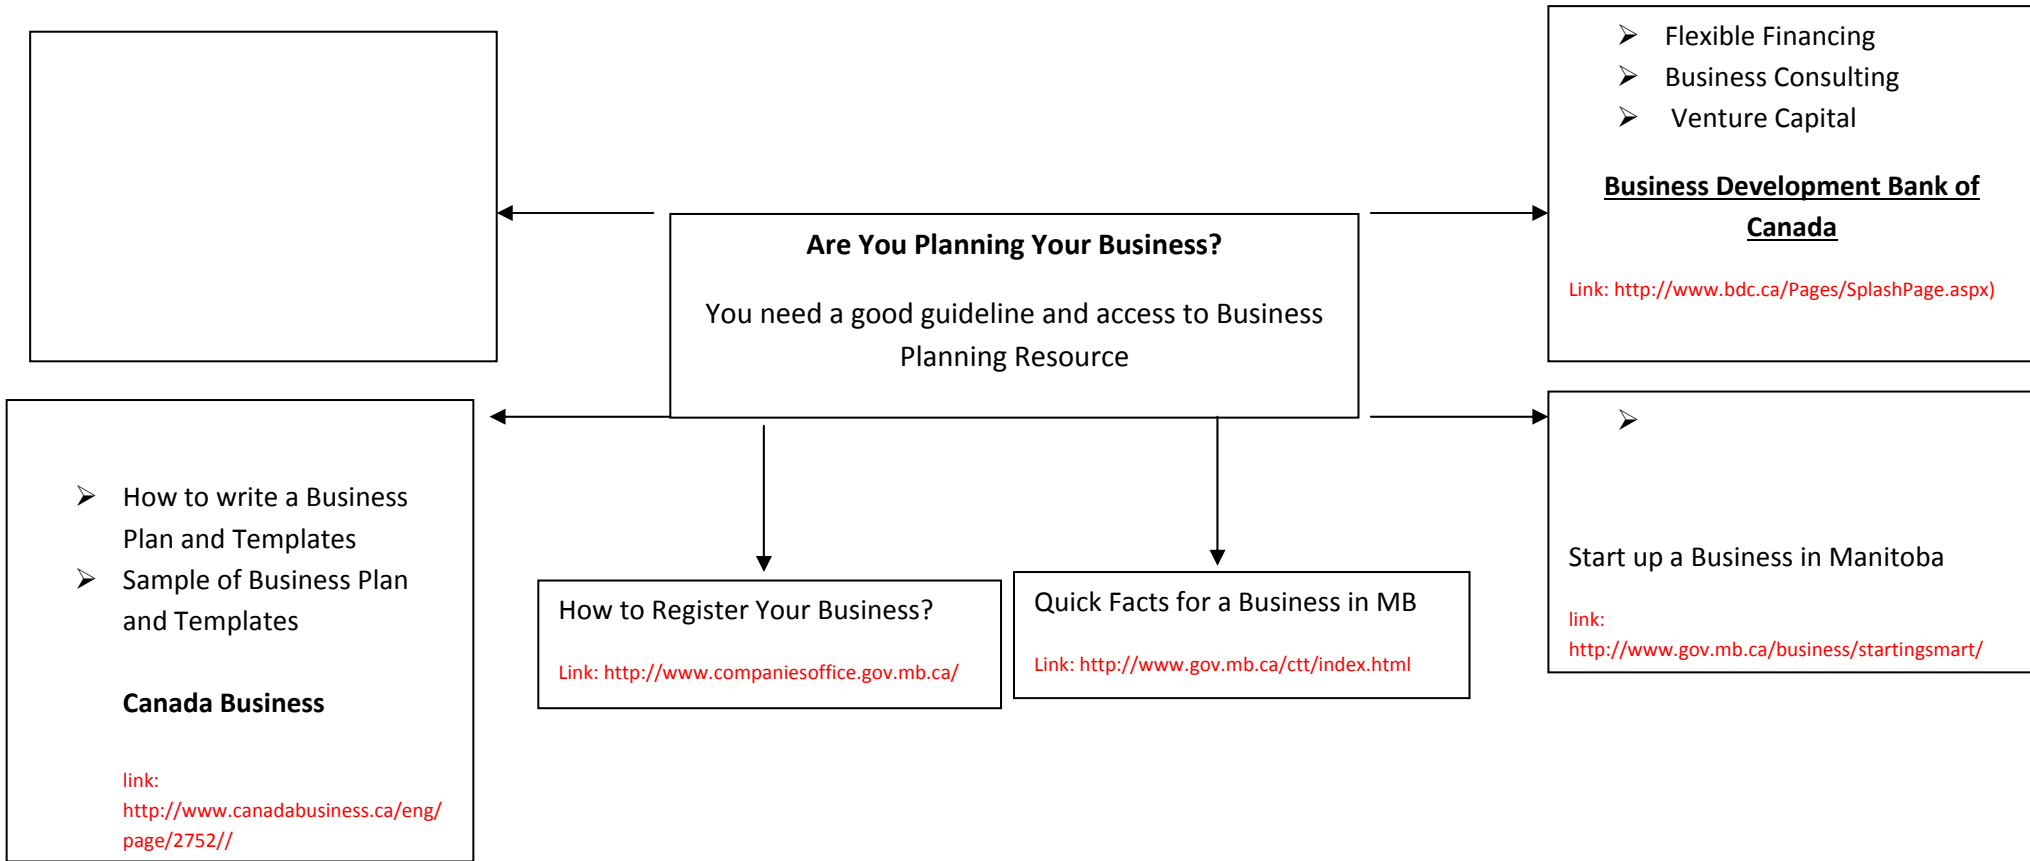 Are You Planning Your Business?
You need a good guideline and access to Business
Planning Resource
➢ Flexible Financing
➢ Business Consulting
➢ Venture Capital
Business Development Bank of
Canada
Link: http://www.bdc.ca/Pages/SplashPage.aspx)
➢ How to write a Business
Plan and Templates
➢ Sample of Business Plan
and Templates
Canada Business
link:
http://www.canadabusiness.ca/eng/
page/2752//
How to Register Your Business?
Link: http://www.companiesoffice.gov.mb.ca/
Quick Facts for a Business in MB
Link: http://www.gov.mb.ca/ctt/index.html
➢
Start up a Business in Manitoba
link:
http://www.gov.mb.ca/business/startingsmart/